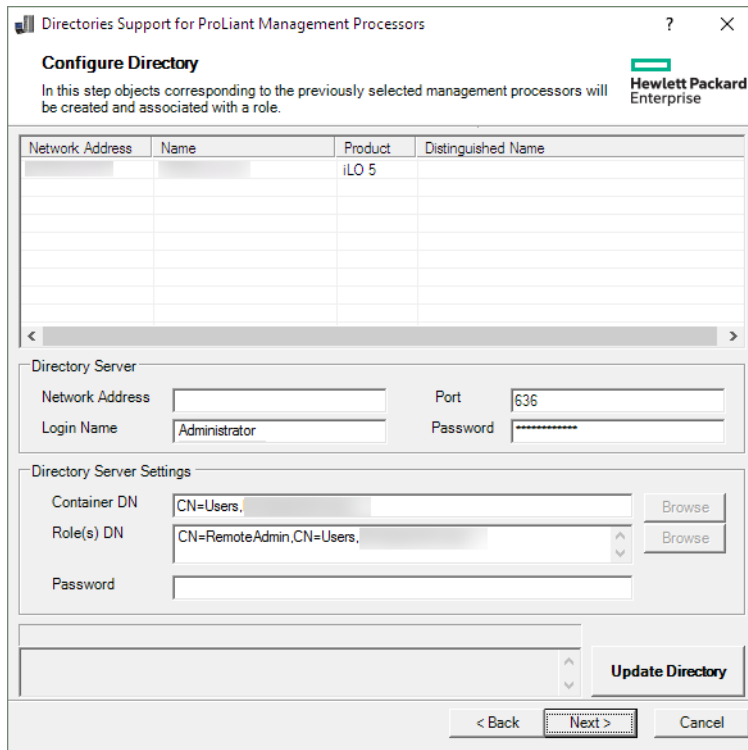 Directories Support for ProLiant Management Processors ? ✕
Configure Directory
In this step objects corresponding to the previously selected management processors will
be created and associated with a role.
Hewlett Packard
Enterprise
Network Address Name Product Distinguished Name
iLO 5
Directory Server
Network Address Port 636
Login Name Administrator Password ************
Directory Server Settings
Container DN CN=Users, Browse
Role(s) DN CN=RemoteAdmin,CN=Users, Browse
Password
Update Directory
< Back Next > Cancel